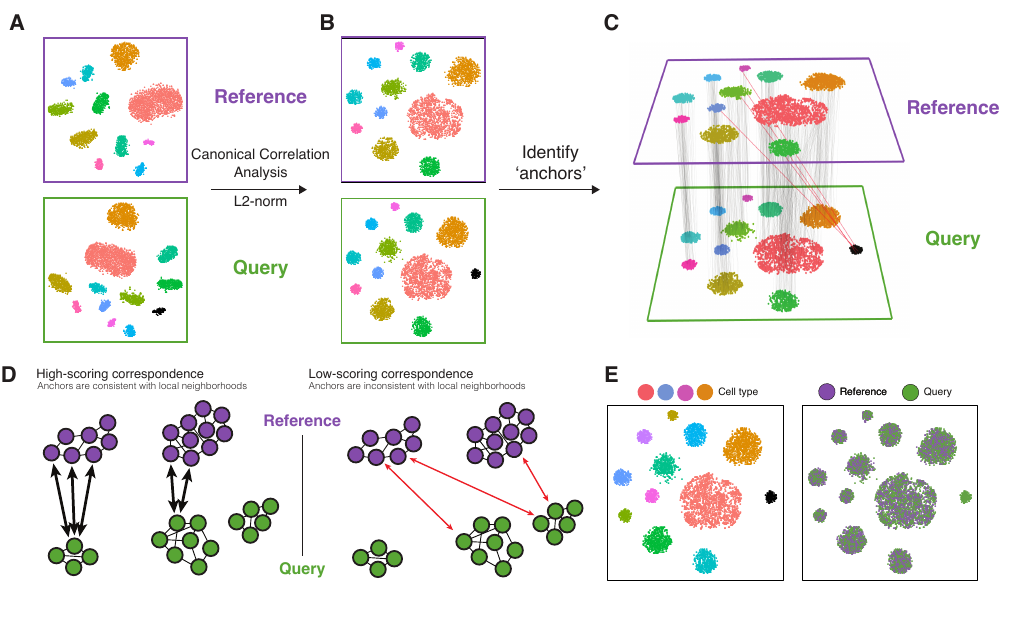 A
B
C
Reference
Canonical Correlation
Analysis
L2-norm
Query
Identify
‘anchors’
Reference
Query
D
High-scoring correspondence
Anchors are consistent with local neighborhoods
Low-scoring correspondence
Anchors are inconsistent with local neighborhoods
Reference
Query
E
Cell type
Reference
Query